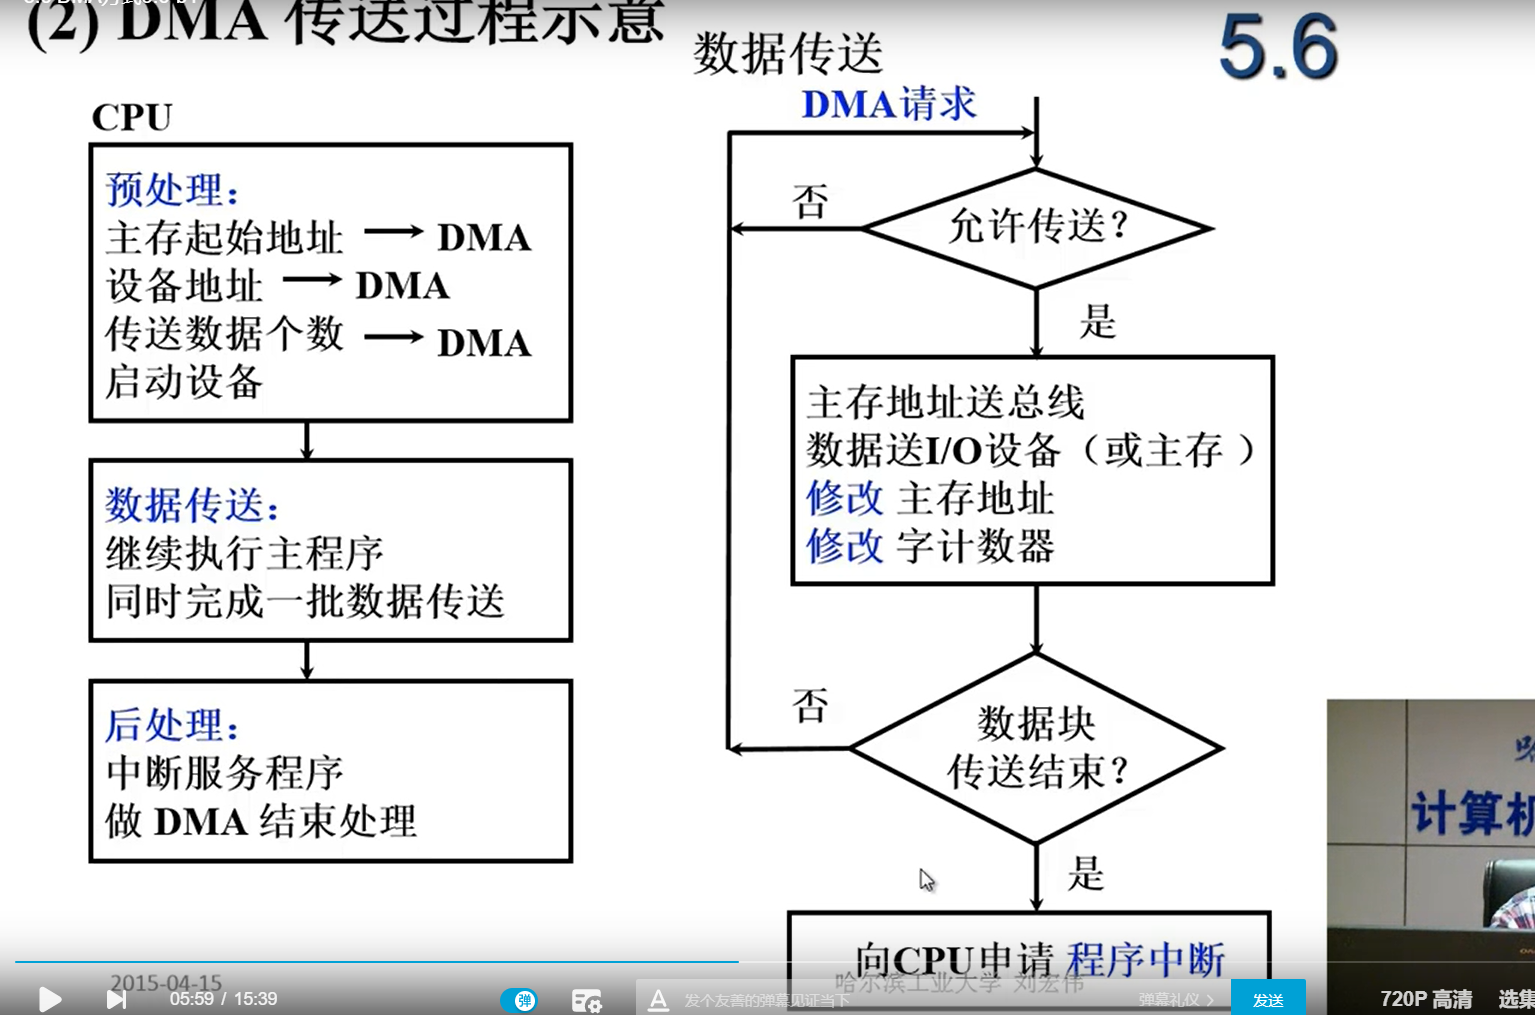 (2) DMA 传送过程示意
5.6
CPU
预处理：
主存起始地址 → DMA
设备地址 → DMA
传送数据个数 → DMA
启动设备
数据传送：
继续执行主程序
同时完成一批数据传送
后处理：
中断服务程序
做 DMA 结束处理
数据传送
DMA请求
允许传送？
否
是
主存地址送总线
数据送I/O设备（或主存 ）
修改 主存地址
修改 字计数器
数据块
传送结束？
否
是
向CPU申请 程序中断
计算机
2015-04-15
哈尔滨工业大学 刘宏伟
05:59 / 15:39
弹
发个友善的弹幕见证当下
弹幕礼仪 >
发送
720P 高清
选集